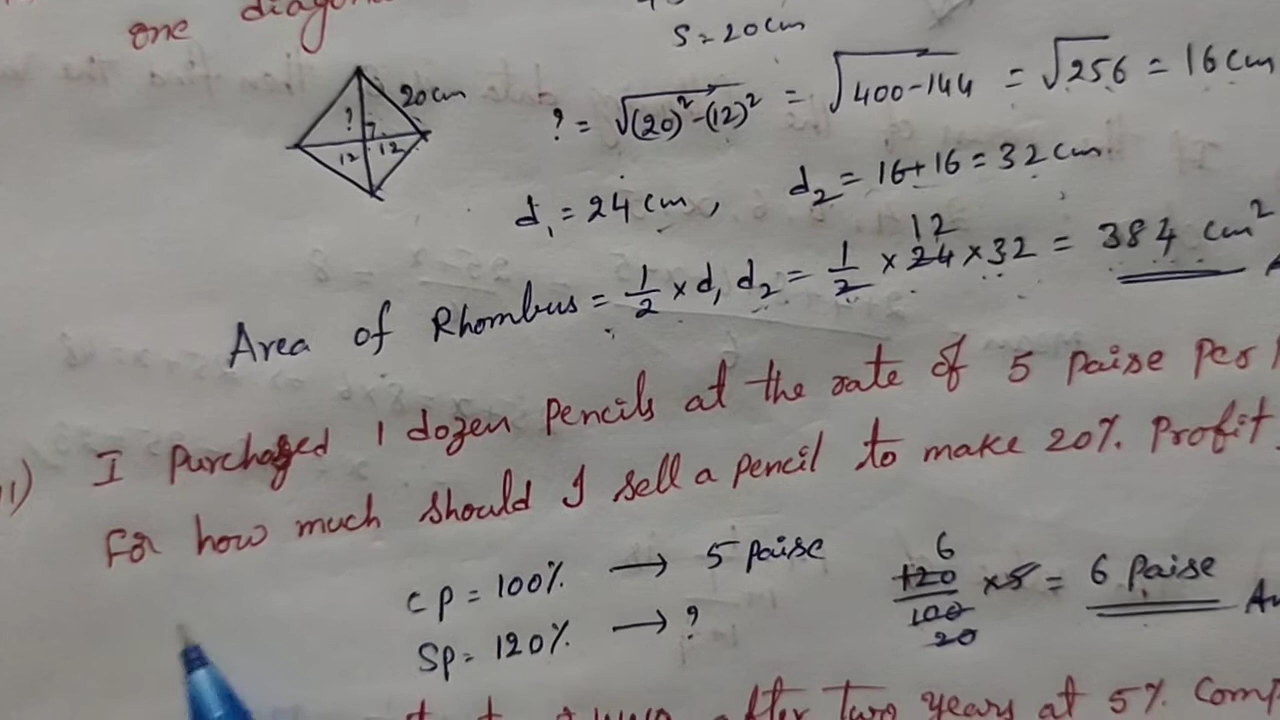 one
S = 20cm
20cm
?
12 12
? = √(20)² - (12)² = √400-144 = √256 = 16 cm
d₁ = 24 cm, d₂ = 16+16 = 32 cm
12
Area of Rhombus = 1/2 × d₁ d₂ = 1/2 × 24 × 32 = 384 cm²
1) I Purchased 1 dozen pencils at the rate of 5 paise per
For how much should I sell a pencil to make 20% Profit
CP = 100% → 5 paise
SP = 120% → ?
6
120/100 × 5 = 6 Paise
20
after two years at 5%